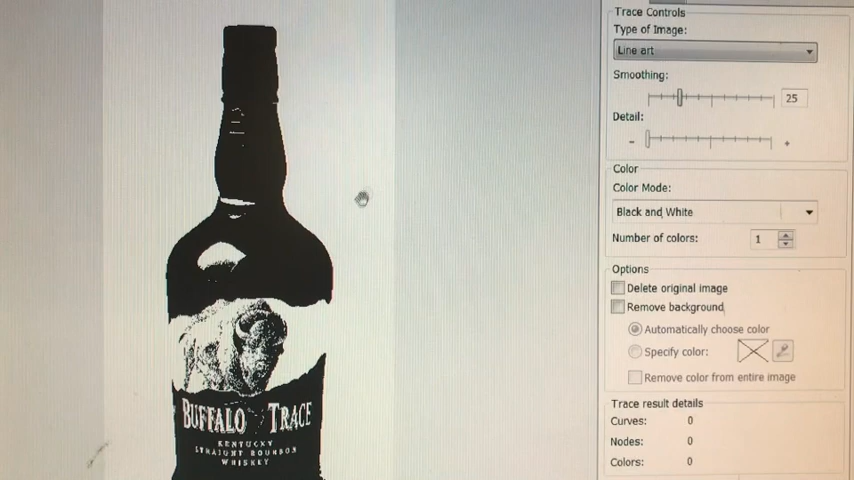 Trace Controls
Type of Image:
Line art
Smoothing:
25
Detail:
- +
Color
Color Mode:
Black and White
Number of colors: 1
Options
Delete original image
Remove background
Automatically choose color
Specify color:
Remove color from entire image
Trace result details
Curves: 0
Nodes: 0
Colors: 0
BUFFALO TRACE
KENTUCKY
STRAIGHT BOURBON
WHISKEY